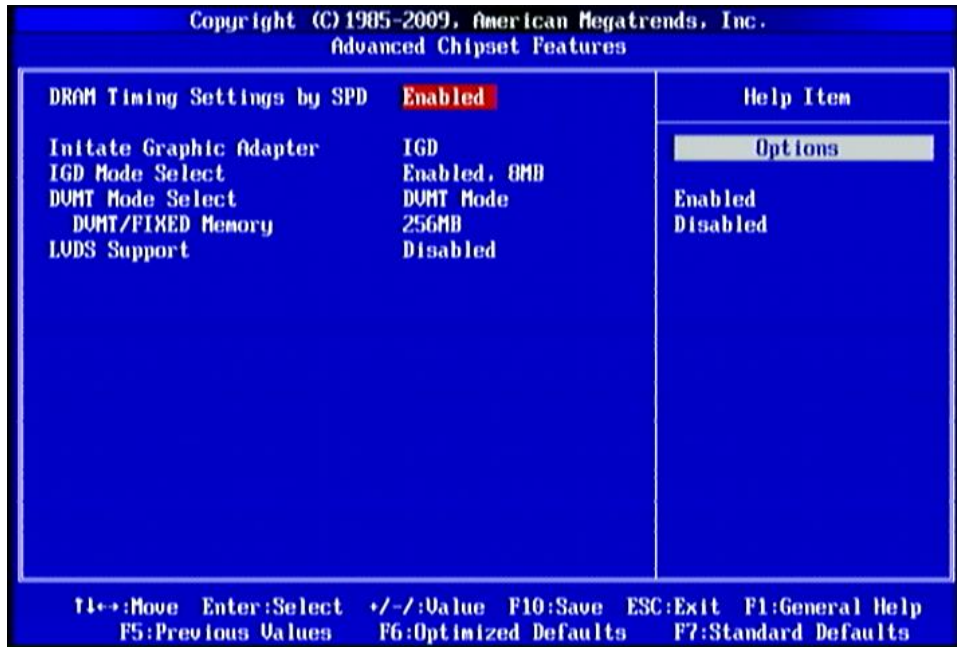 Copyright (C)1985-2009, American Megatrends, Inc.
Advanced Chipset Features
DRAM Timing Settings by SPD Enabled
Initate Graphic Adapter IGD
IGD Mode Select Enabled, 8MB
DVMT Mode Select DVMT Mode
DVMT/FIXED Memory 256MB
LVDS Support Disabled
Help Item
Options
Enabled
Disabled
↑↓←→:Move Enter:Select +/-/:Value F10:Save ESC:Exit F1:General Help
F5:Previous Values F6:Optimized Defaults F7:Standard Defaults